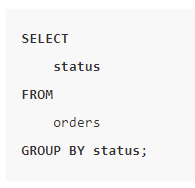 SELECT
    status
FROM
    orders
GROUP BY status;